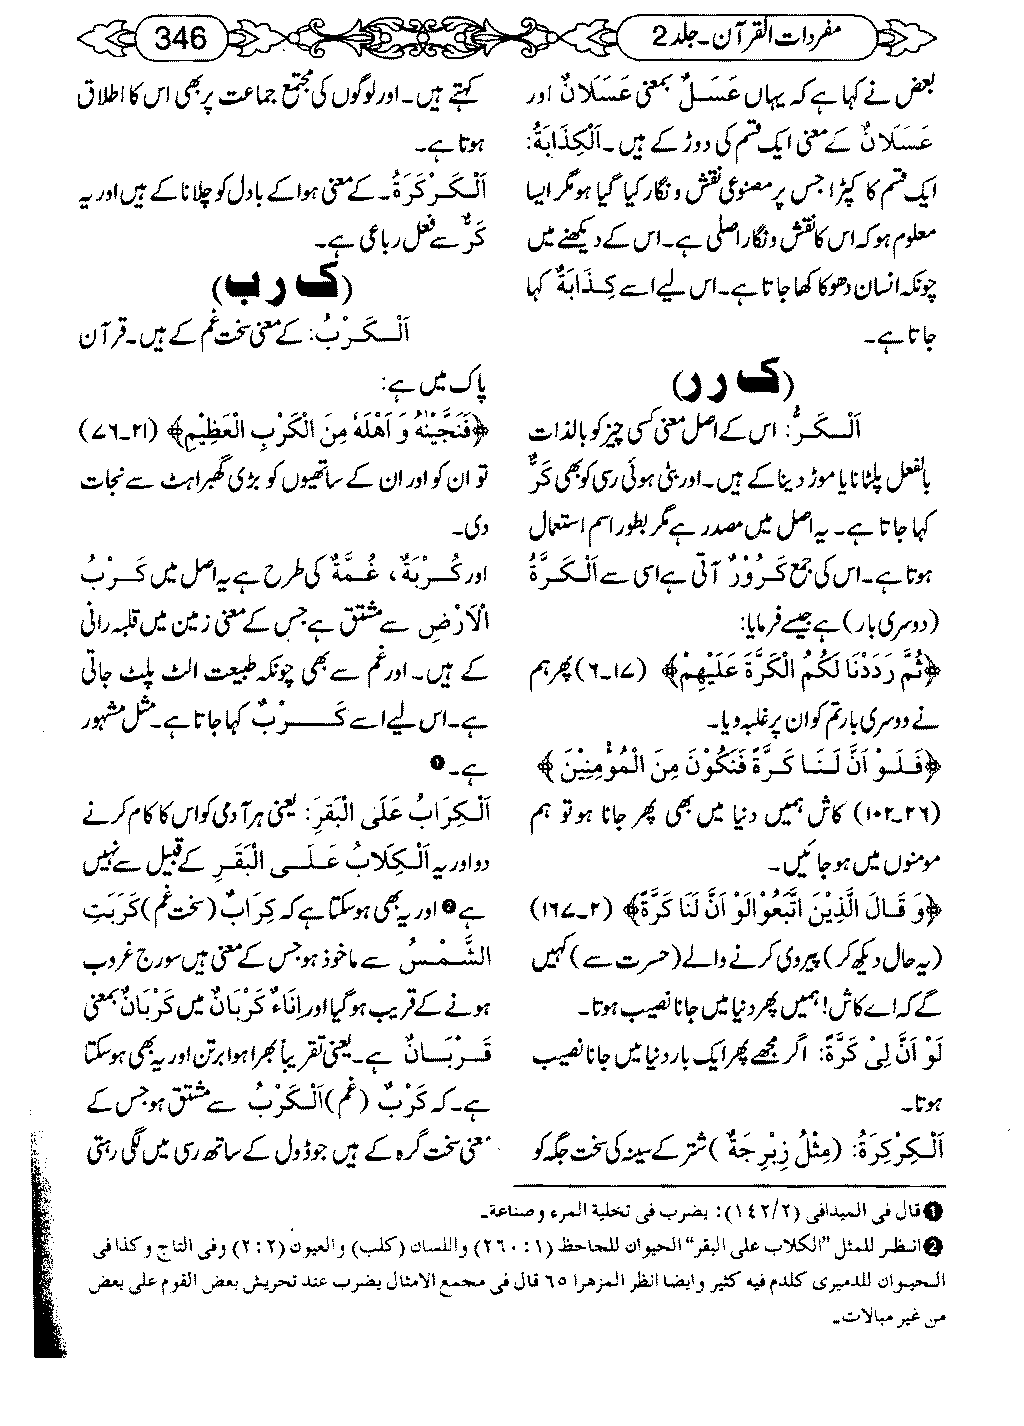 مفردات القرآن۔جلد 2
346
بعض نے کہا ہے کہ یہاں عَسَلٌ بمعنی عَسَلَانٌ اور
عَسَلَانٌ کے معنی ایک قسم کی دوڑ کے ہیں۔اَلْکِذَابَۃُ:
ایک قسم کا کپڑا جس پر مصنوعی نقش و نگار کیا گیا ہو مگر ایسا
معلوم ہو کہ اس کا نقش و نگار اصلی ہے۔اس کے دیکھنے میں
چونکہ انسان دھوکا کھا جاتا ہے۔اس لیے اسے کِذَابَۃٌ کہا
جاتا ہے۔
(ک ر ر)
اَلْکَرُّ: اس کے اصل معنی کسی چیز کو بالذات
بالفعل پلٹانا یا موڑ دینا کے ہیں۔اور بٹی ہوئی رسی کو بھی کَرٌّ
کہا جاتا ہے۔یہ اصل میں مصدر ہے مگر بطور اسم استعمال
ہوتا ہے۔اس کی جمع کَرُوْرٌ آتی ہے اسی سے اَلْکَرَّۃُ
(دوسری بار) ہے جیسے فرمایا:
﴿ثُمَّ رَدَدْنَا لَکُمُ الْکَرَّۃَ عَلَیْہِمْ﴾ (۱۷۔۶) پھر ہم
نے دوسری بار تم کو ان پر غلبہ دیا۔
﴿فَلَوْ اَنَّ لَنَا کَرَّۃً فَنَکُوْنَ مِنَ الْمُؤْمِنِیْنَ﴾
(۲۶۔۱۰۲) کاش ہمیں دنیا میں بھی پھر جانا ہو تو ہم
مومنوں میں ہو جائیں۔
﴿وَ قَالَ الَّذِیْنَ اتَّبَعُوْا لَوْ اَنَّ لَنَا کَرَّۃً﴾ (۲۔۱۶۷)
(یہ حال دیکھ کر) پیروی کرنے والے (حسرت سے) کہیں
گے کہ اے کاش! ہمیں پھر دنیا میں جانا نصیب ہوتا۔
لَوْ اَنَّ لِیْ کَرَّۃً: اگر مجھے پھر ایک بار دنیا میں جانا نصیب
ہوتا۔
اَلْکِرْکِرَۃُ: (مِثْلُ زِبْرِجَۃٌ) شتر کے سینہ کی سخت جگہ کو
کہتے ہیں۔اور لوگوں کی مجتمع جماعت پر بھی اس کا اطلاق
ہوتا ہے۔
اَلْکَرْکَرَۃُ۔ کے معنی ہوا کے بادل کو چلانا کے ہیں اور یہ
کَرٌّ سے فعل رباعی ہے۔
(ک ر ب)
اَلْکَرْبُ: کے معنی سخت غم کے ہیں۔قرآن
پاک میں ہے:
﴿فَنَجَّیْنٰہُ وَ اَھْلَہٗ مِنَ الْکَرْبِ الْعَظِیْمِ﴾ (۲۱۔۷۶)
تو ان کو اور ان کے ساتھیوں کو بڑی گھبراہٹ سے نجات
دی۔
اور کُرْبَۃٌ، غُمَّۃٌ کی طرح ہے یہ اصل میں کَرْبُ
الْاَرْضِ سے مشتق ہے جس کے معنی زمین میں قلبہ رانی
کے ہیں۔اور غم سے بھی چونکہ طبیعت الٹ پلٹ جاتی
ہے۔اس لیے اسے کَرْبٌ کہا جاتا ہے۔مثل مشہور
ہے۔❶
اَلْکِرَابُ عَلَی الْبَقَرَ: یعنی ہر آدمی کو اس کا کام کرنے
دو اور یہ اَلْکِلَابُ عَلَی الْبَقَرِ کے قبیل سے نہیں
ہے❷ اور یہ بھی ہو سکتا ہے کہ کِرَابٌ (سخت غم) کَرَبَتِ
الشَّمْسُ سے ماخوذ ہو جس کے معنی ہیں سورج غروب
ہونے کے قریب ہو گیا اور اِنَاءٌ کَرْبَانُ میں کَرْبَانٌ بمعنی
قَرْبَانٌ ہے۔یعنی تقریباً بھرا ہوا برتن اور یہ بھی ہو سکتا
ہے۔کہ کَرْبٌ (غم) اَلْکَرْبُ سے مشتق ہو جس کے
معنی سخت گرہ کے ہیں جو ڈول کے ساتھ رسی میں لگی رہتی
❶ قال فی المیدانی (۱۴۲/۲): یضرب فی تخلیۃ المرء وصناعۃ۔
❷ انظر للمثل "الکلاب علی البقر" الحیوان للجاحظ (۲۶۰:۱) واللسان (کلب) والعیون (۲:۲) وفی التاج وکذا فی
الحیوان للدمیری کلدم فیہ کثیر وایضا انظر المزھرا ۶۵ قال فی مجمع الامثال یضرب عند تحریش بعض القوم علی بعض
من غیر مبالات۔